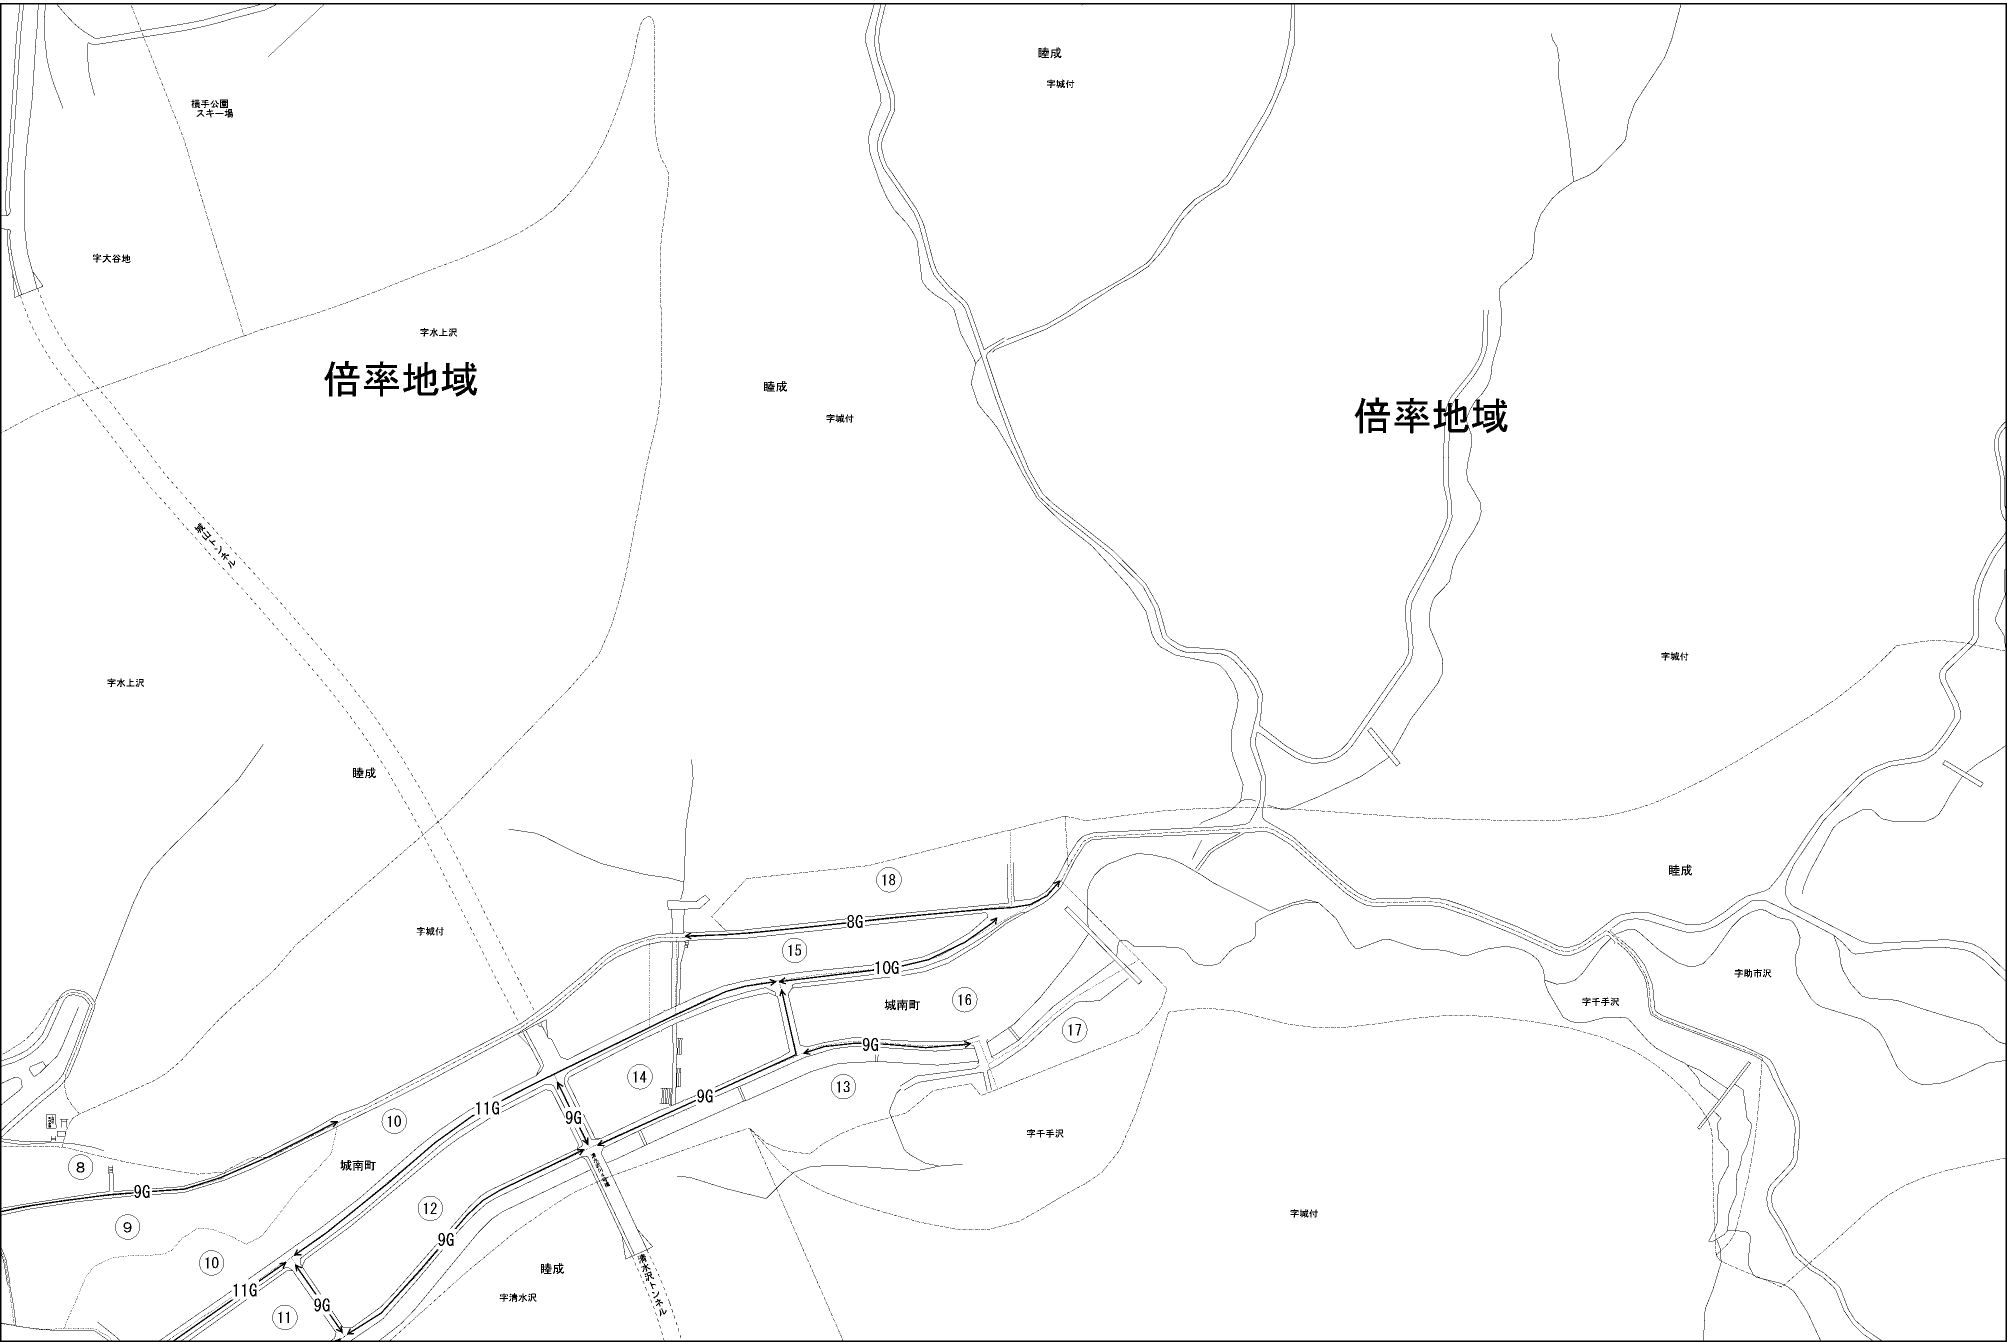 睦成
字城付
横手公園
スキー場
字大谷地
字水上沢
倍率地域
睦成
字城付
倍率地域
字城付
字水上沢
睦成
睦成
18
8G
字城付
15
10G
字助市沢
16
城南町
字千手沢
17
9G
14
13
9G
11G
9G
10
字千手沢
城南町
8
9G
12
字城付
9
9G
10
睦成
清水沢トンネル
11G
字清水沢
9G
11